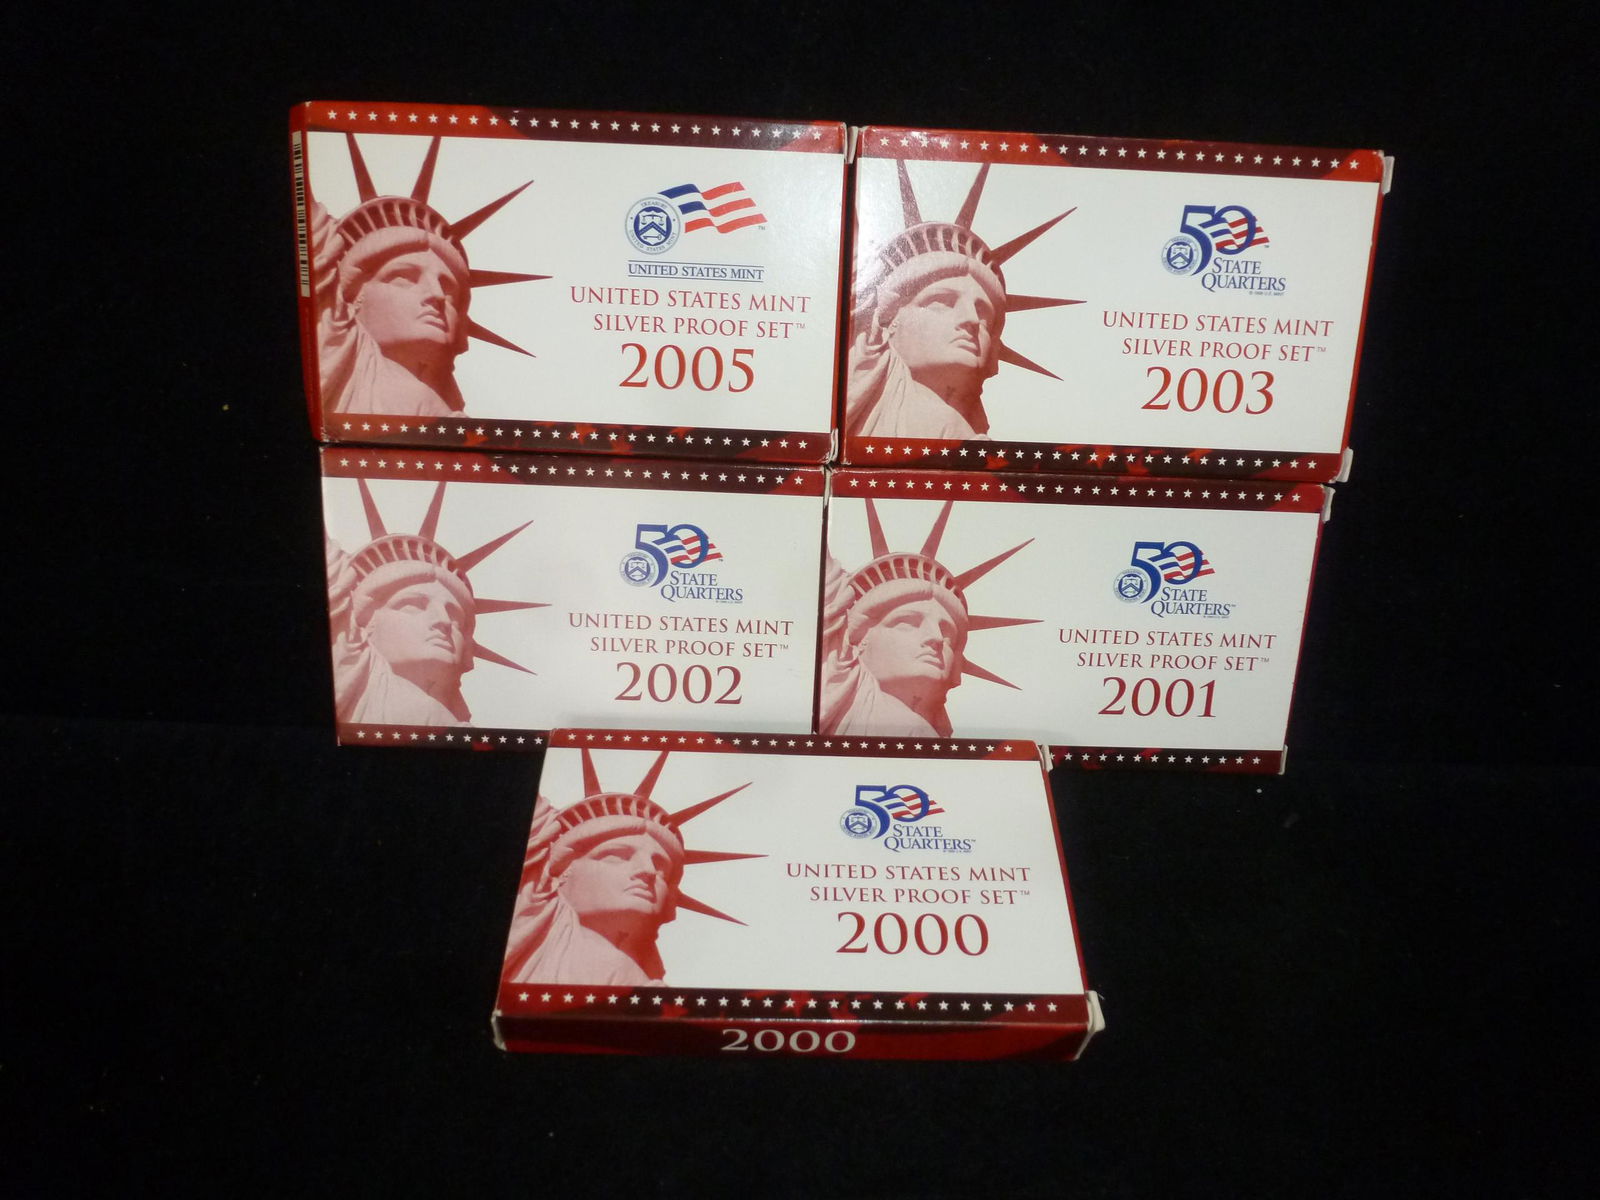 UNITED STATES MINT
UNITED STATES MINT
SILVER PROOF SET™
2005
50
STATE
QUARTERS
UNITED STATES MINT
SILVER PROOF SET™
2003
50
STATE
QUARTERS
UNITED STATES MINT
SILVER PROOF SET™
2002
50
STATE
QUARTERS™
UNITED STATES MINT
SILVER PROOF SET™
2001
50
STATE
QUARTERS™
UNITED STATES MINT
SILVER PROOF SET™
2000
2000